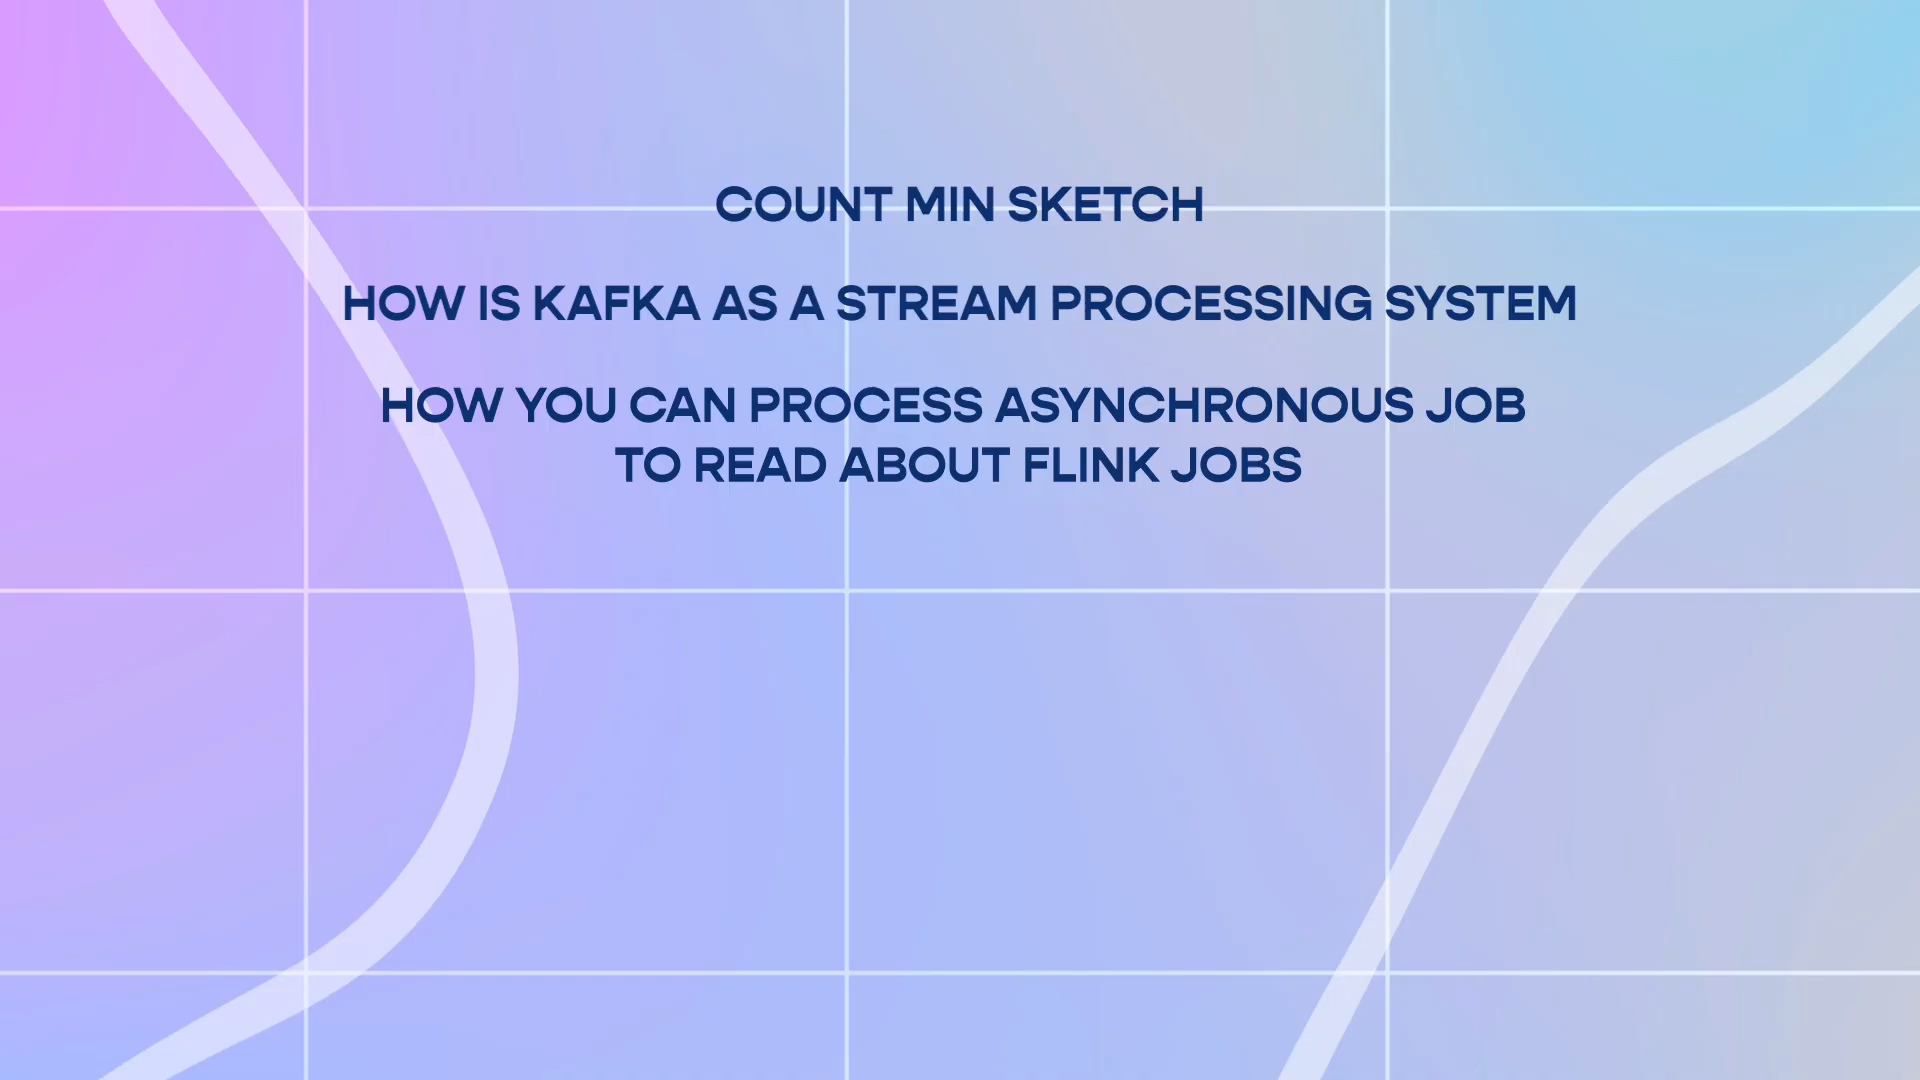 COUNT MIN SKETCH
HOW IS KAFKA AS A STREAM PROCESSING SYSTEM
HOW YOU CAN PROCESS ASYNCHRONOUS JOB
TO READ ABOUT FLINK JOBS